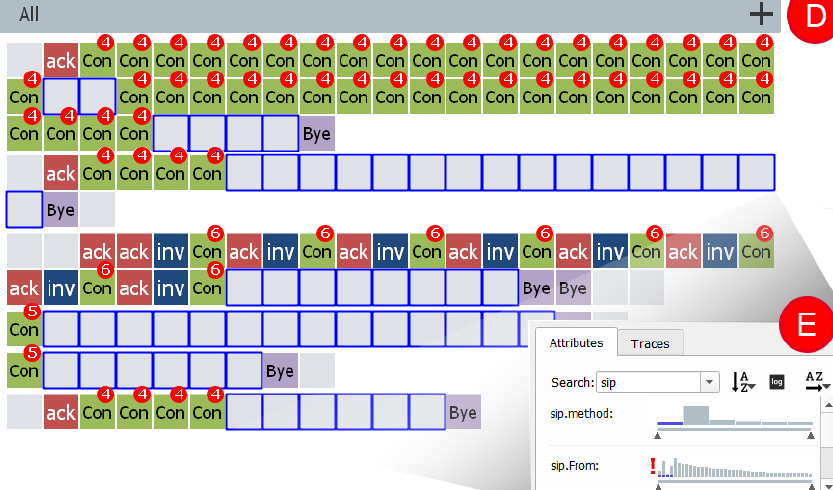 All
D
4 4 4 4 4 4 4 4 4 4 4 4 4 4 4 4 4 4 4
ack Con Con Con Con Con Con Con Con Con Con Con Con Con Con Con Con Con Con Con
4 4 4 4 4 4 4 4 4 4 4 4 4 4 4 4 4 4 4
Con Con Con Con Con Con Con Con Con Con Con Con Con Con Con Con Con Con Con
4 4 4 4
Con Con Con Con Bye
4 4 4 4
ack Con Con Con Con
Bye
6 6 6 6 6 6
ack ack inv Con ack inv Con ack inv Con ack inv Con ack inv Con ack inv Con
6 6
ack inv Con ack inv Con Bye Bye
5
Con
5
Con Bye
4 4 4 4
ack Con Con Con Con Bye
E
Attributes Traces
Search: sip A Z log AZ
sip.method:
sip.From: !